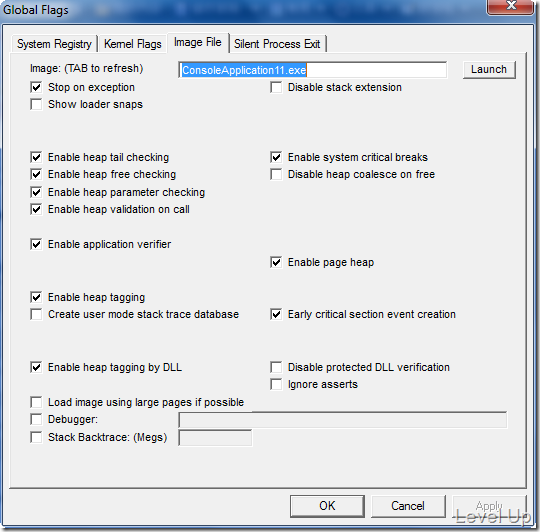 Global Flags
System Registry Kernel Flags Image File Silent Process Exit
Image: (TAB to refresh) ConsoleApplication11.exe Launch
Stop on exception Disable stack extension
Show loader snaps
Enable heap tail checking Enable system critical breaks
Enable heap free checking Disable heap coalesce on free
Enable heap parameter checking
Enable heap validation on call
Enable application verifier
Enable page heap
Enable heap tagging
Create user mode stack trace database Early critical section event creation
Enable heap tagging by DLL Disable protected DLL verification
Ignore asserts
Load image using large pages if possible
Debugger:
Stack Backtrace: (Megs)
OK Cancel Apply
Level Up